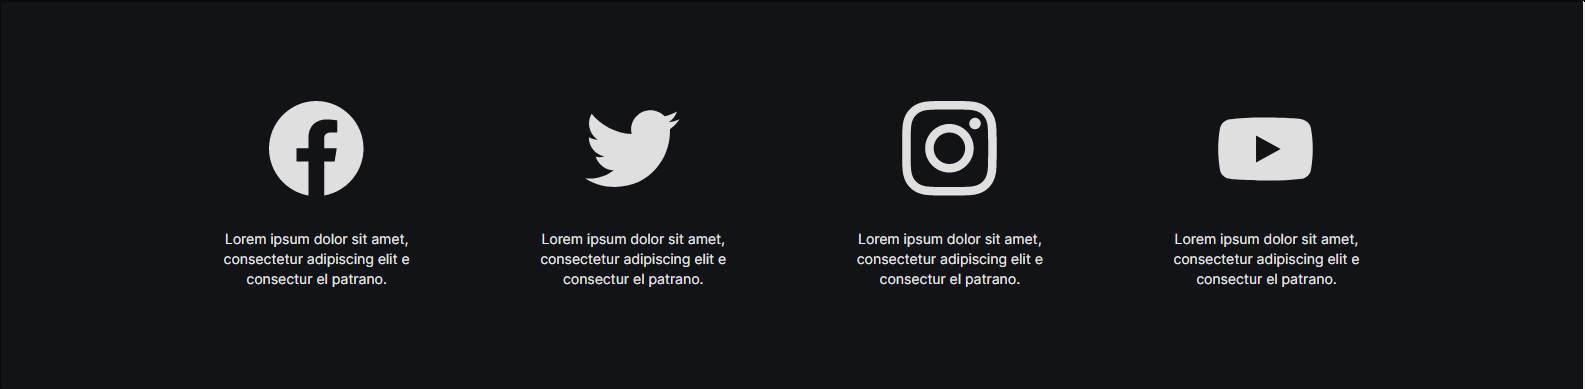 Lorem ipsum dolor sit amet,
consectetur adipiscing elit e
consectur el patrano.
Lorem ipsum dolor sit amet,
consectetur adipiscing elit e
consectur el patrano.
Lorem ipsum dolor sit amet,
consectetur adipiscing elit e
consectur el patrano.
Lorem ipsum dolor sit amet,
consectetur adipiscing elit e
consectur el patrano.